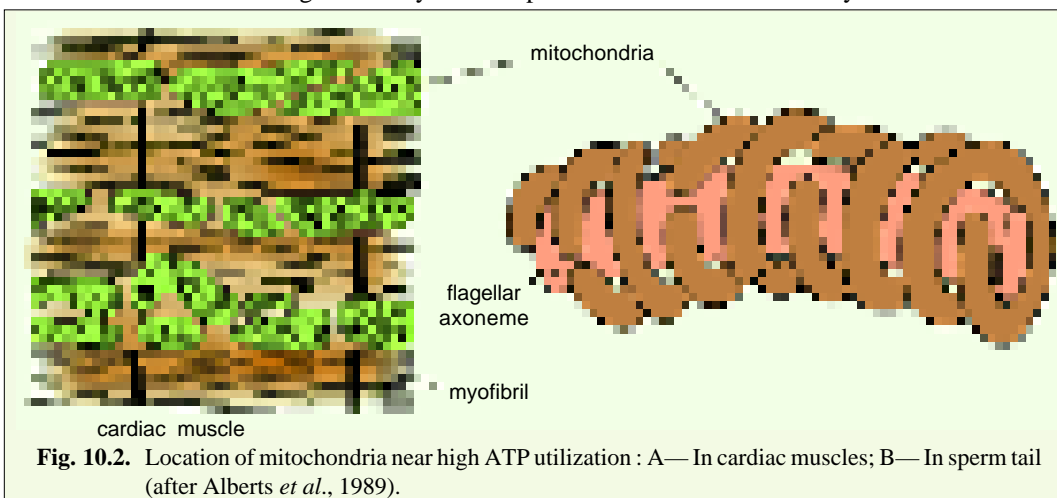 mitochondria
flagellar
axoneme
myofibril
cardiac muscle
Fig. 10.2. Location of mitochondria near high ATP utilization : A— In cardiac muscles; B— In sperm tail
(after Alberts et al., 1989).